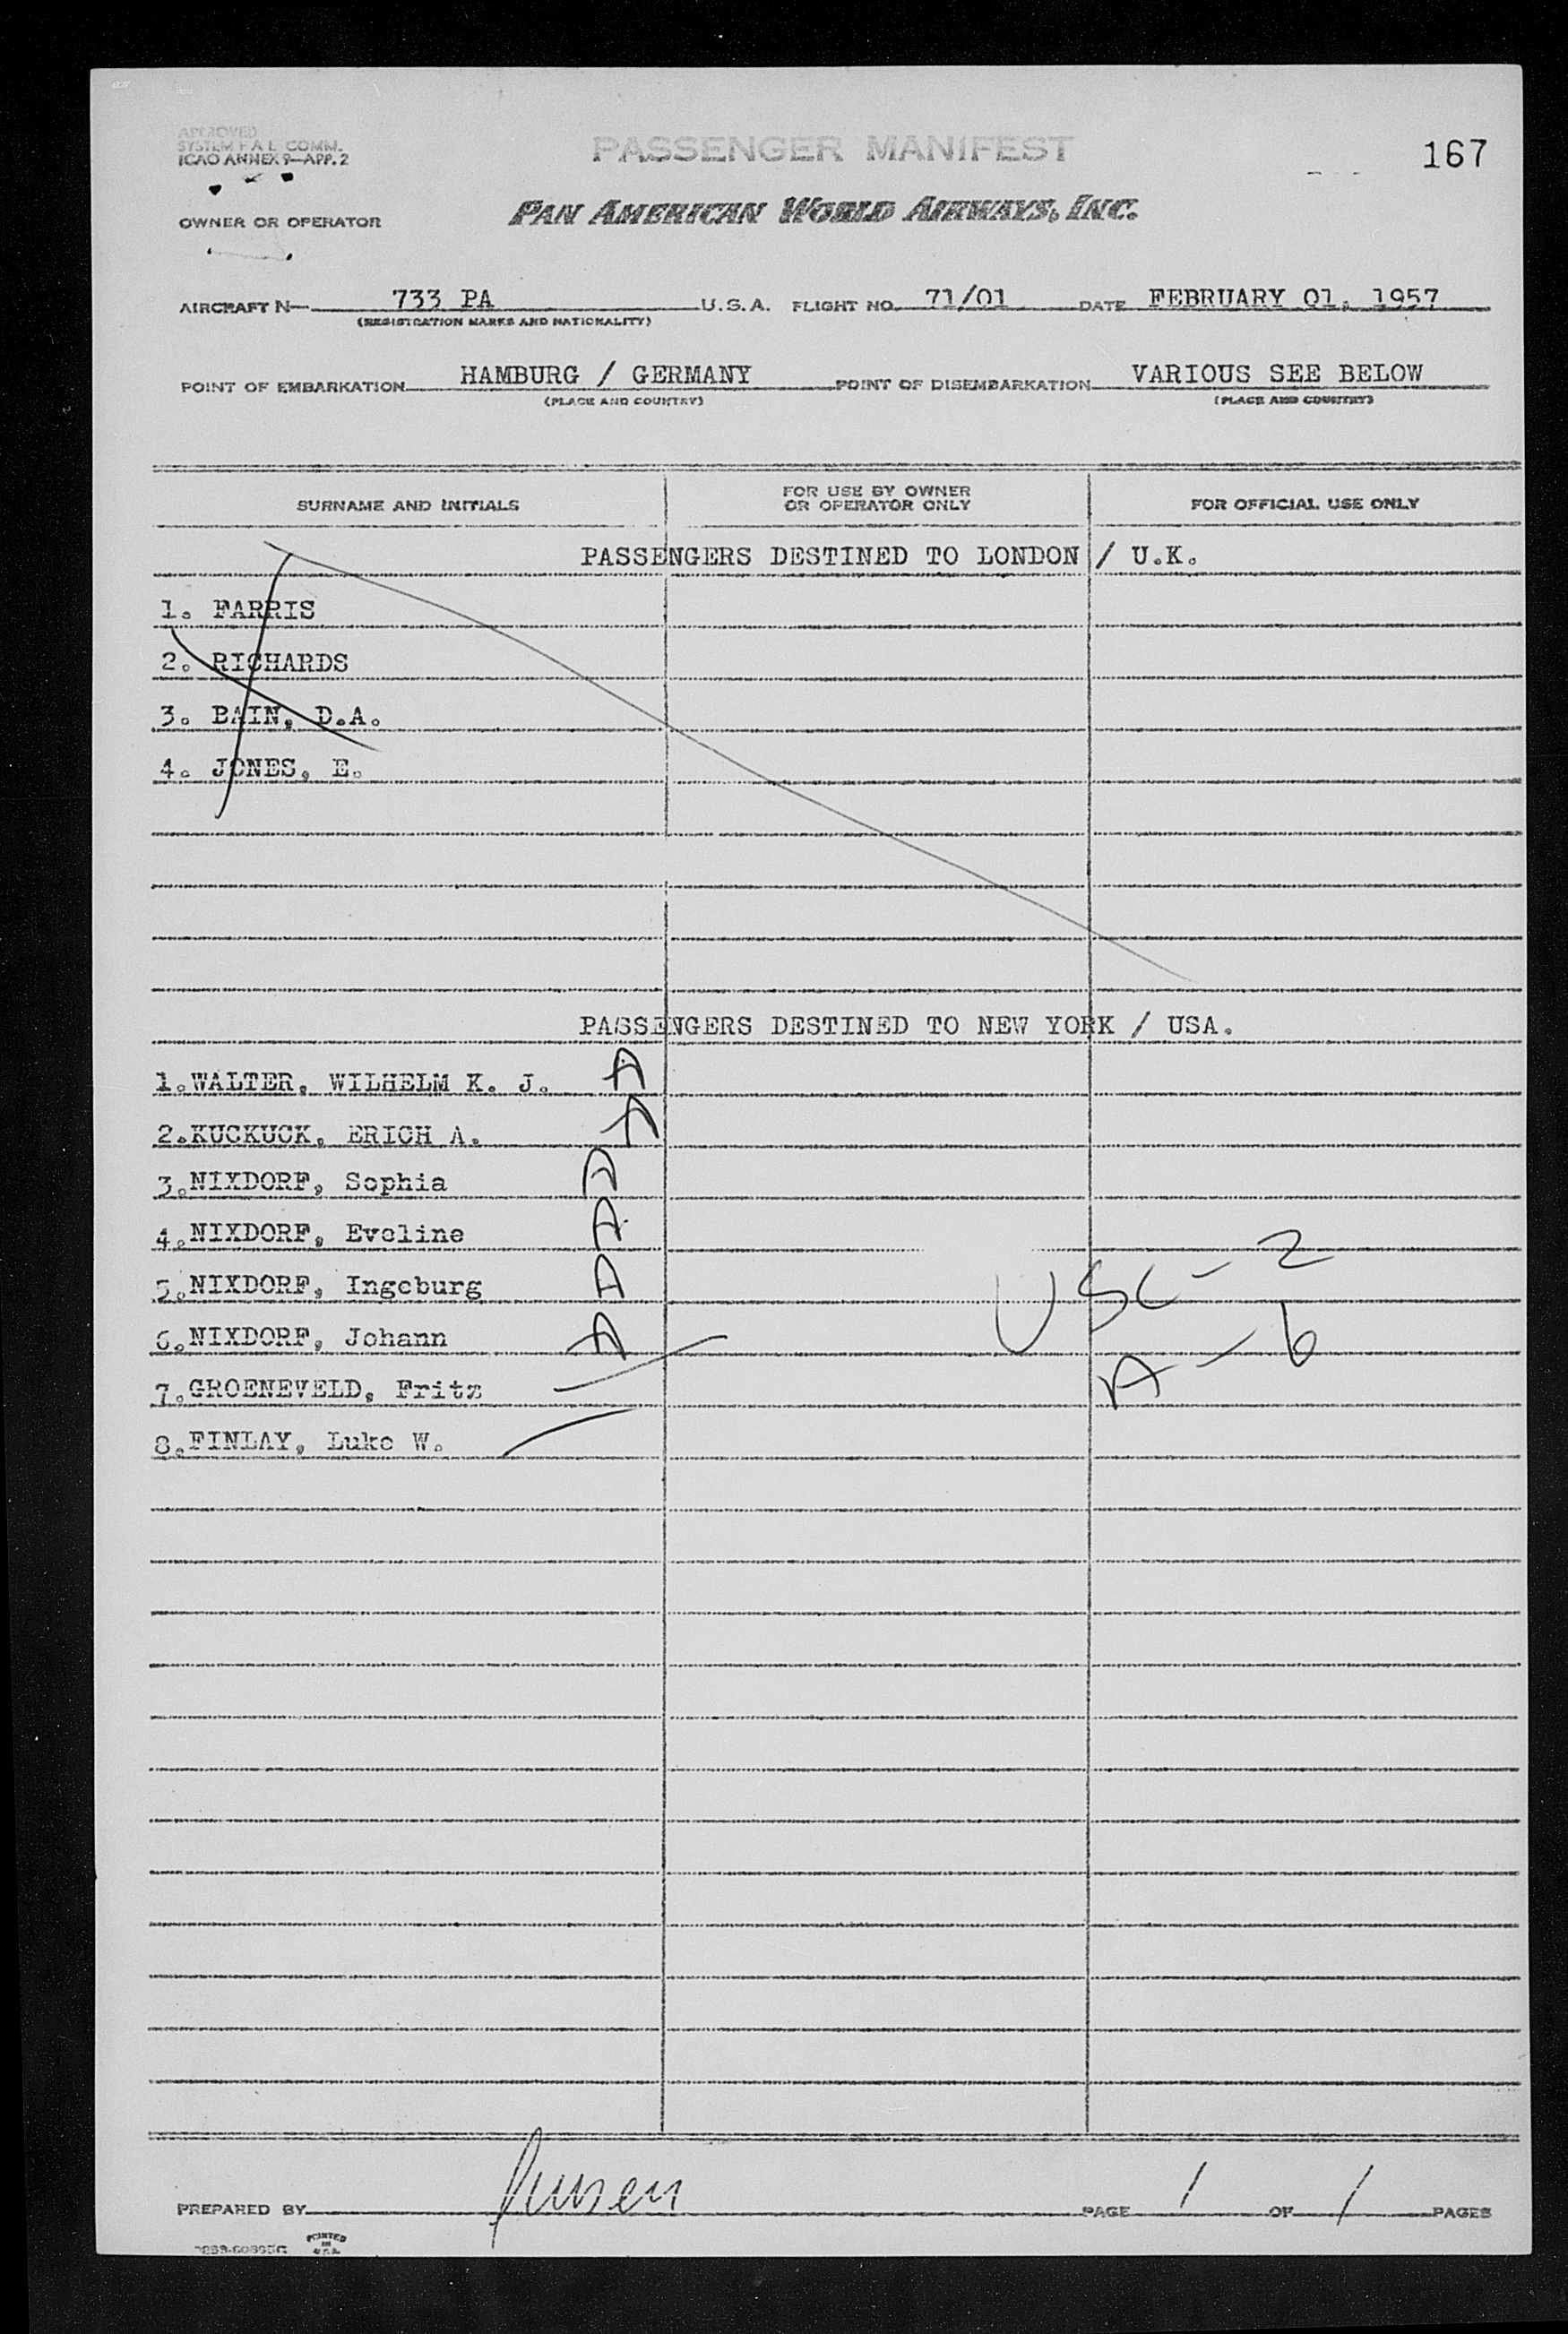 APPROVED
SYSTEM F A L COMM.
ICAO ANNEX 9—APP. 2
PASSENGER MANIFEST
167
OWNER OR OPERATOR
PAN AMERICAN WORLD AIRWAYS, INC.
AIRCRAFT N— 733 PA U.S.A. FLIGHT NO. 71/01 DATE FEBRUARY 01, 1957
(REGISTRATION MARKS AND NATIONALITY)
POINT OF EMBARKATION HAMBURG / GERMANY POINT OF DISEMBARKATION VARIOUS SEE BELOW
(PLACE AND COUNTRY) (PLACE AND COUNTRY)
SURNAME AND INITIALS FOR USE BY OWNER OR OPERATOR ONLY FOR OFFICIAL USE ONLY
PASSENGERS DESTINED TO LONDON / U.K.
1. FARRIS
2. RICHARDS
3. BAIN, D.A.
4. JONES, E.
PASSENGERS DESTINED TO NEW YORK / USA.
1.WALTER, WILHELM K. J. A
2.KUCKUCK, ERICH A. A
3.NIXDORF, Sophia A
4.NIXDORF, Eveline A
5.NIXDORF, Ingeburg A
USC - 2
6.NIXDORF, Johann A
A - 6
7.GROENEVELD, Fritz
8.FINLAY, Luke W.
PREPARED BY Jensen PAGE 1 OF 1 PAGES
PRINTED
IN
U.S.A.